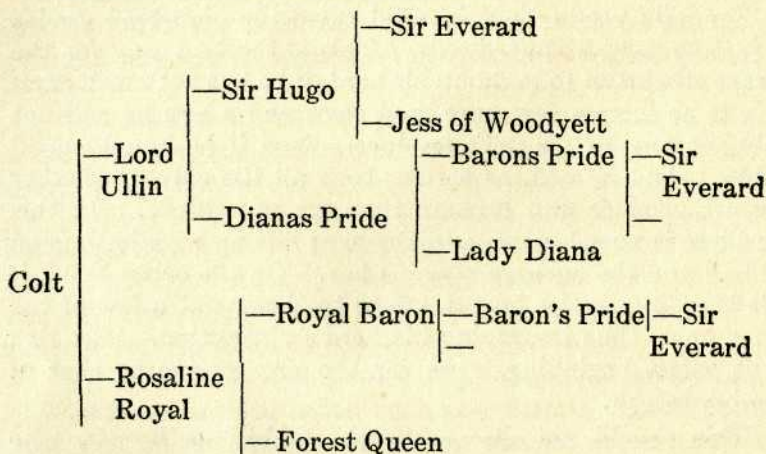 —Sir Everard
—Sir Hugo
—Jess of Woodyett
—Lord
Ullin
—Barons Pride
—Sir
Everard
—
—Dianas Pride
—Lady Diana
Colt
—Royal Baron
—Baron's Pride
—Sir
Everard
—
—Rosaline
Royal
—Forest Queen